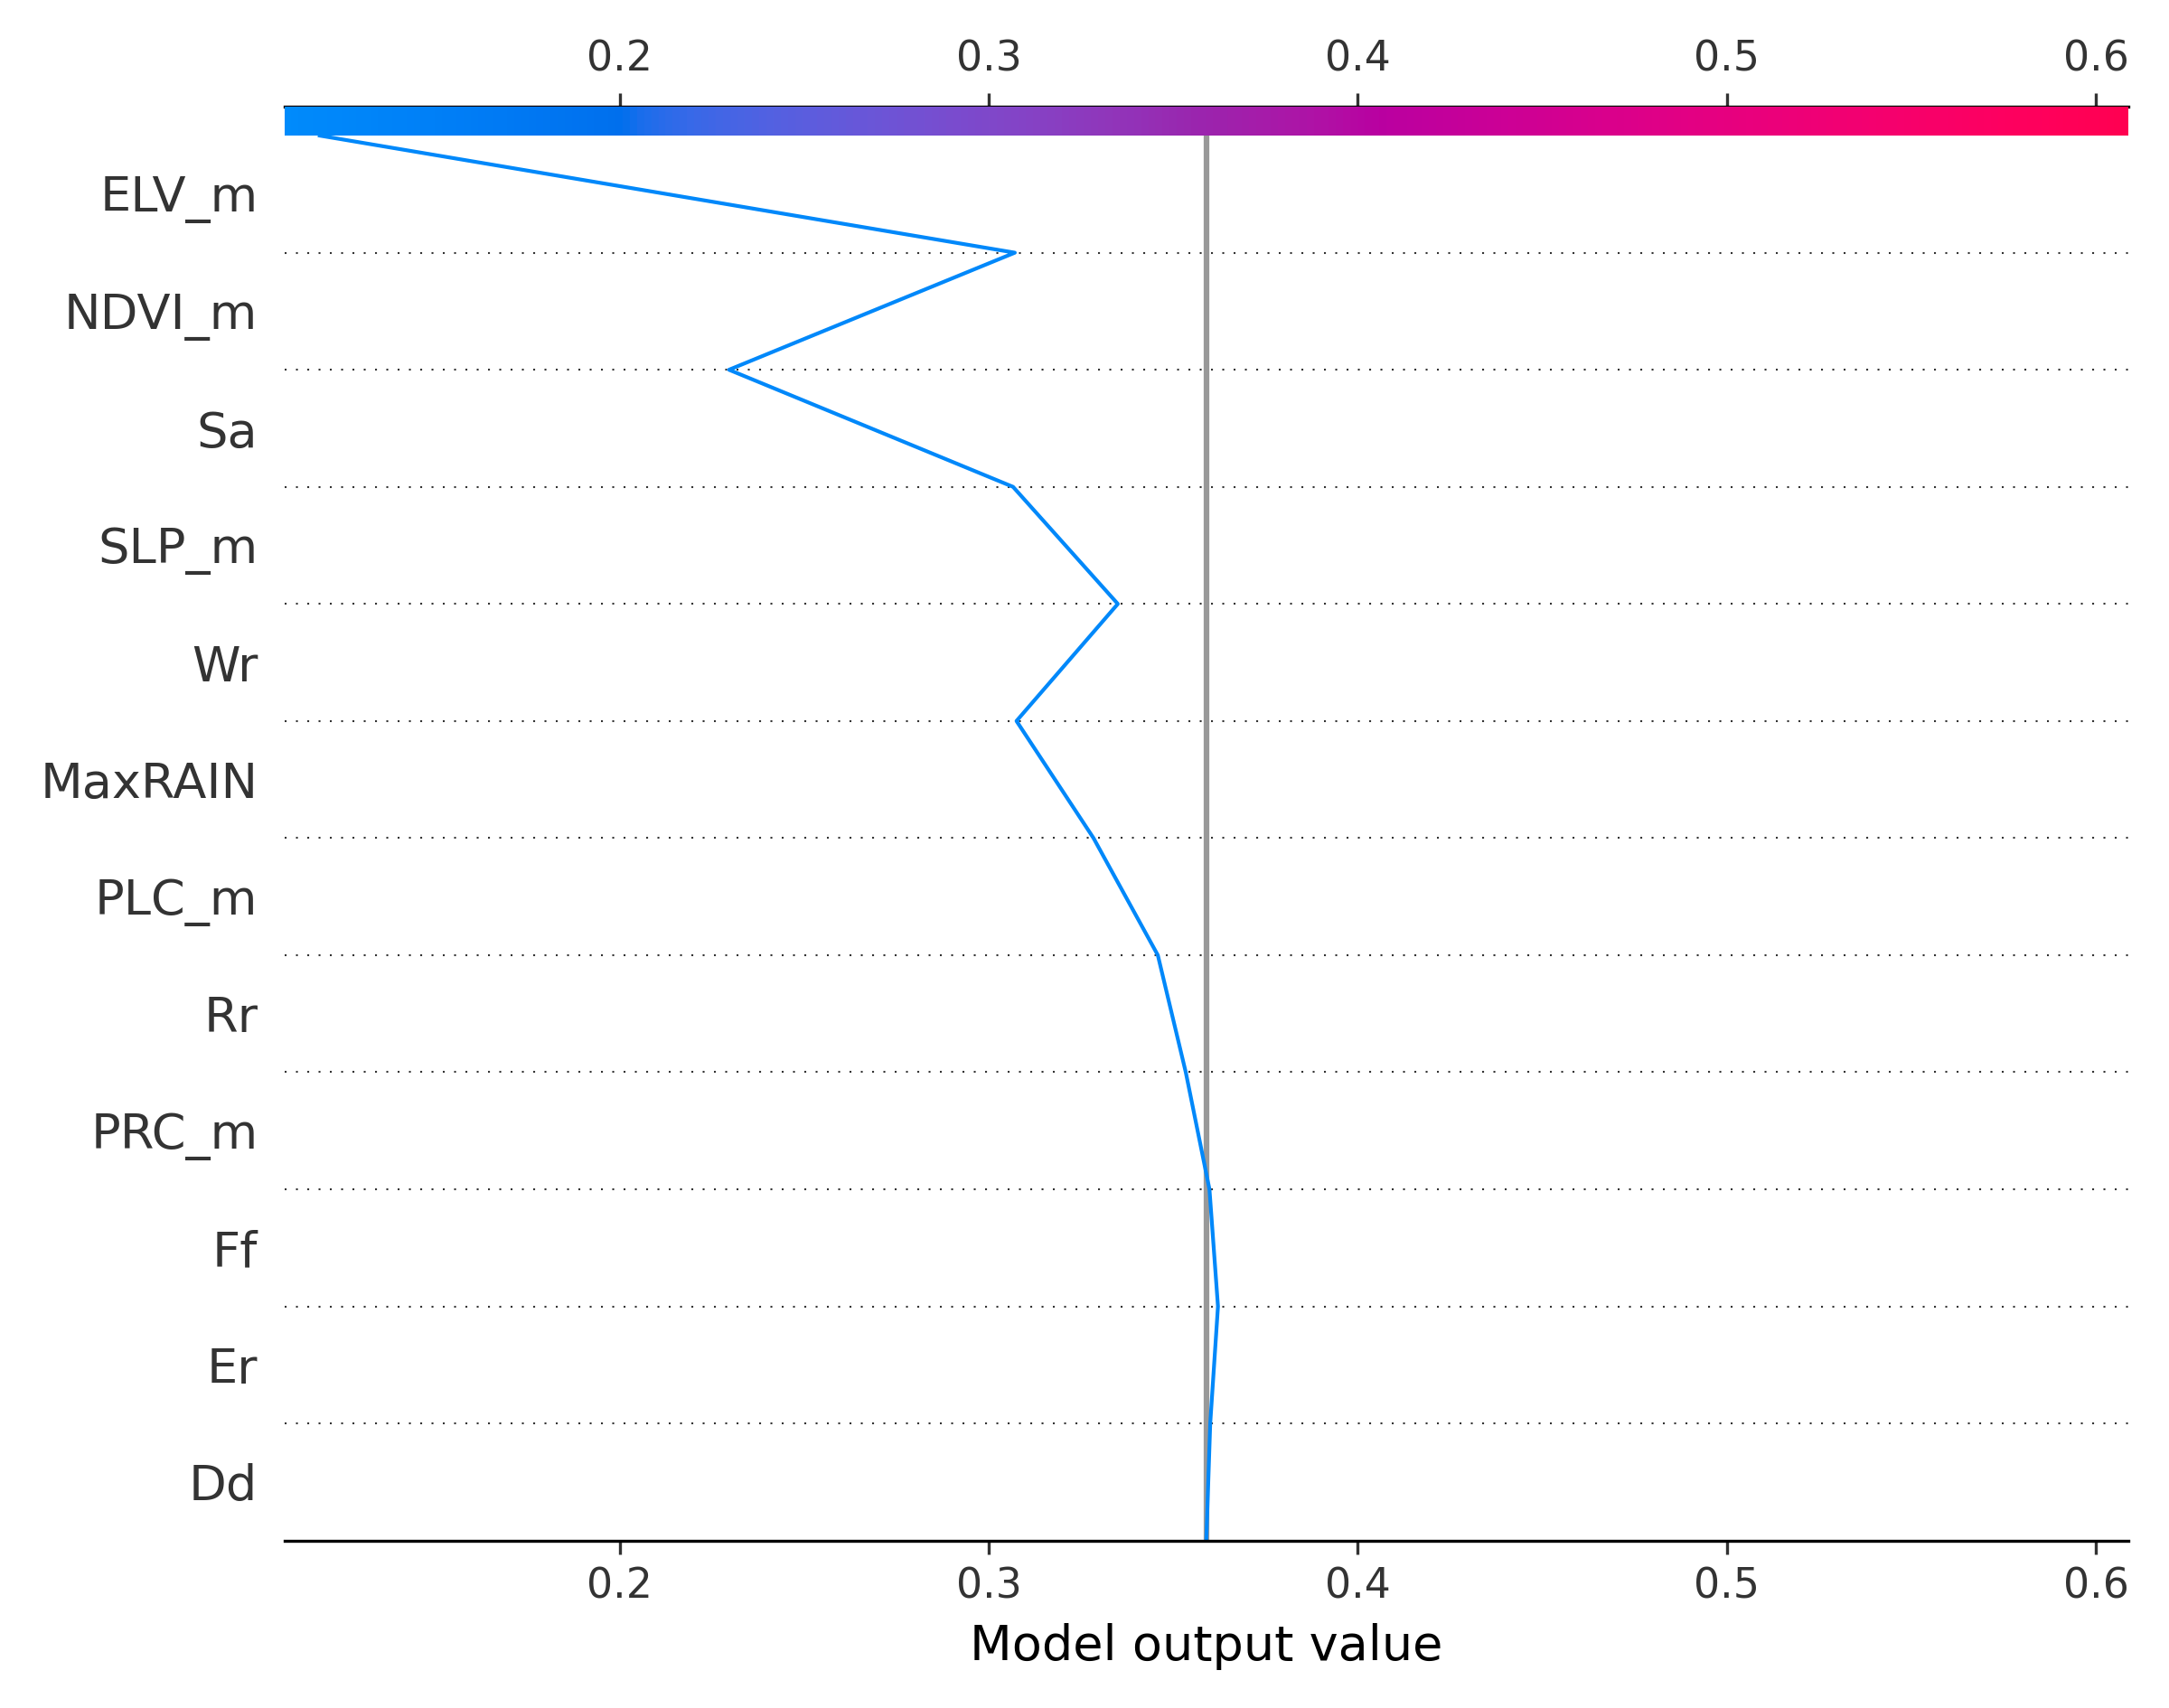 0.2 0.3 0.4 0.5 0.6
ELV_m
NDVI_m
Sa
SLP_m
Wr
MaxRAIN
PLC_m
Rr
PRC_m
Ff
Er
Dd
0.2 0.3 0.4 0.5 0.6
Model output value